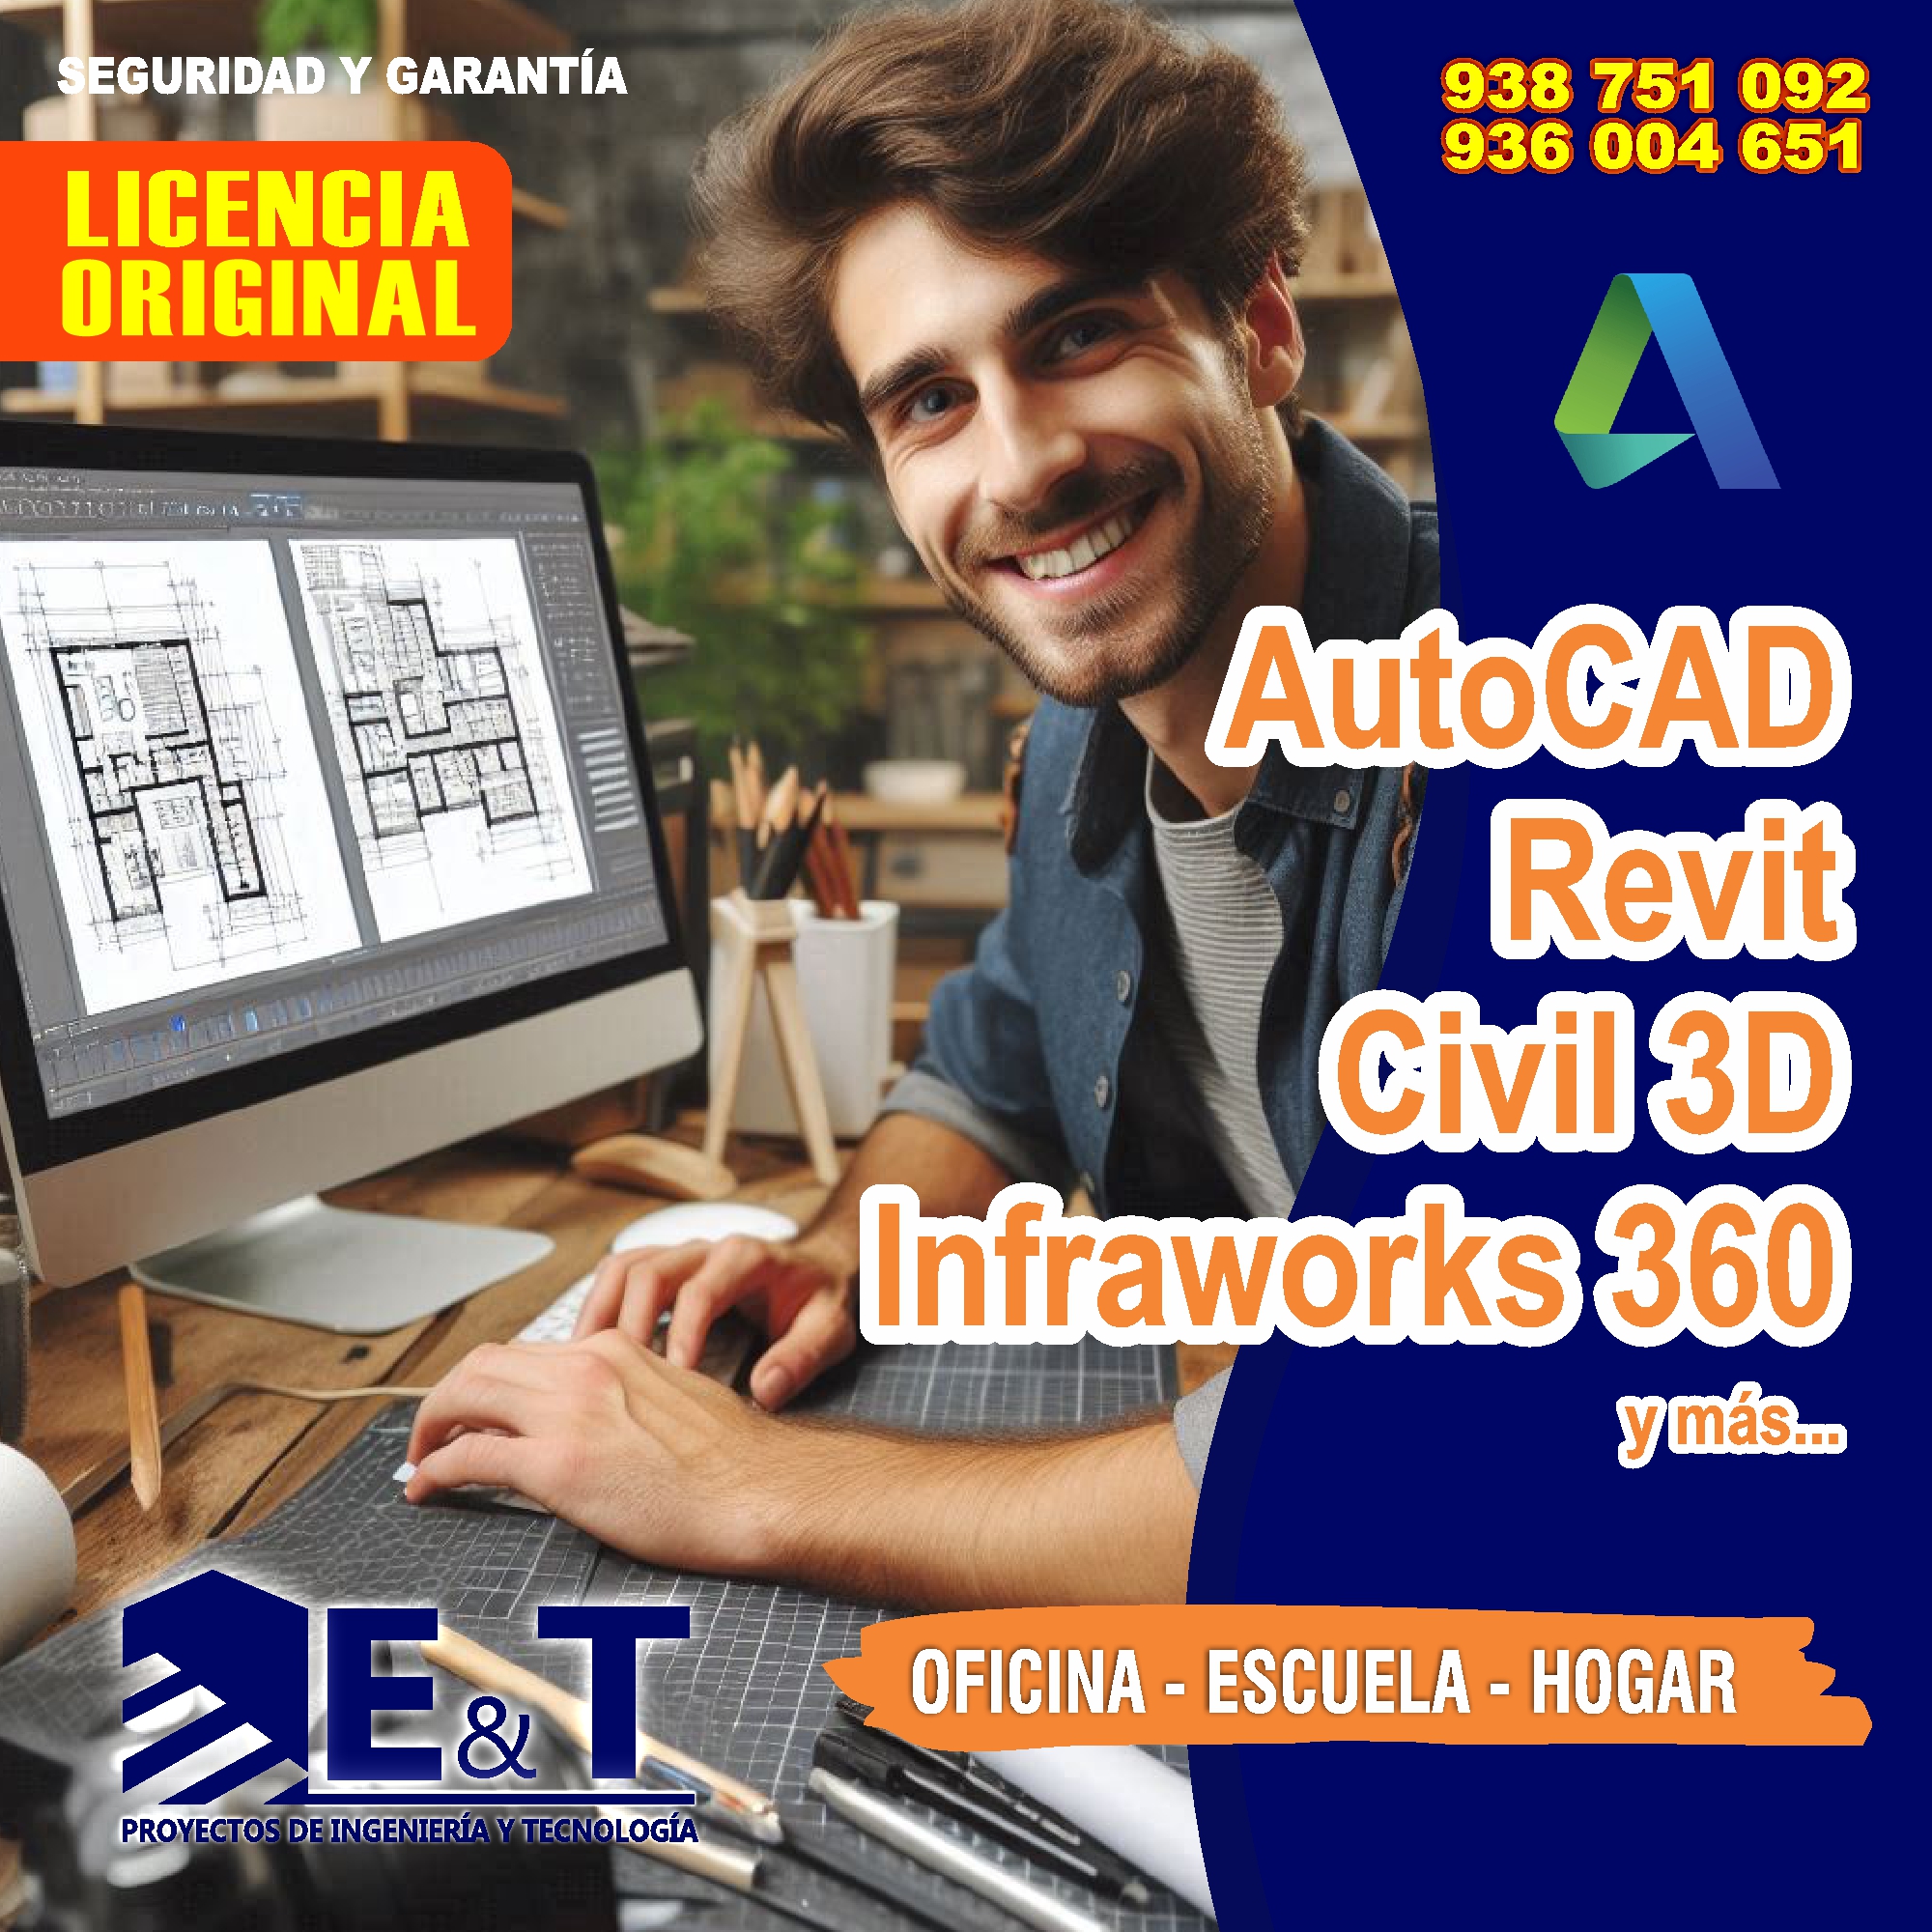 SEGURIDAD Y GARANTÍA
LICENCIA
ORIGINAL
938 751 092
936 004 651
AutoCAD
Revit
Civil 3D
Infraworks 360
y más...
OFICINA - ESCUELA - HOGAR
E&T
PROYECTOS DE INGENIERÍA Y TECNOLOGÍA